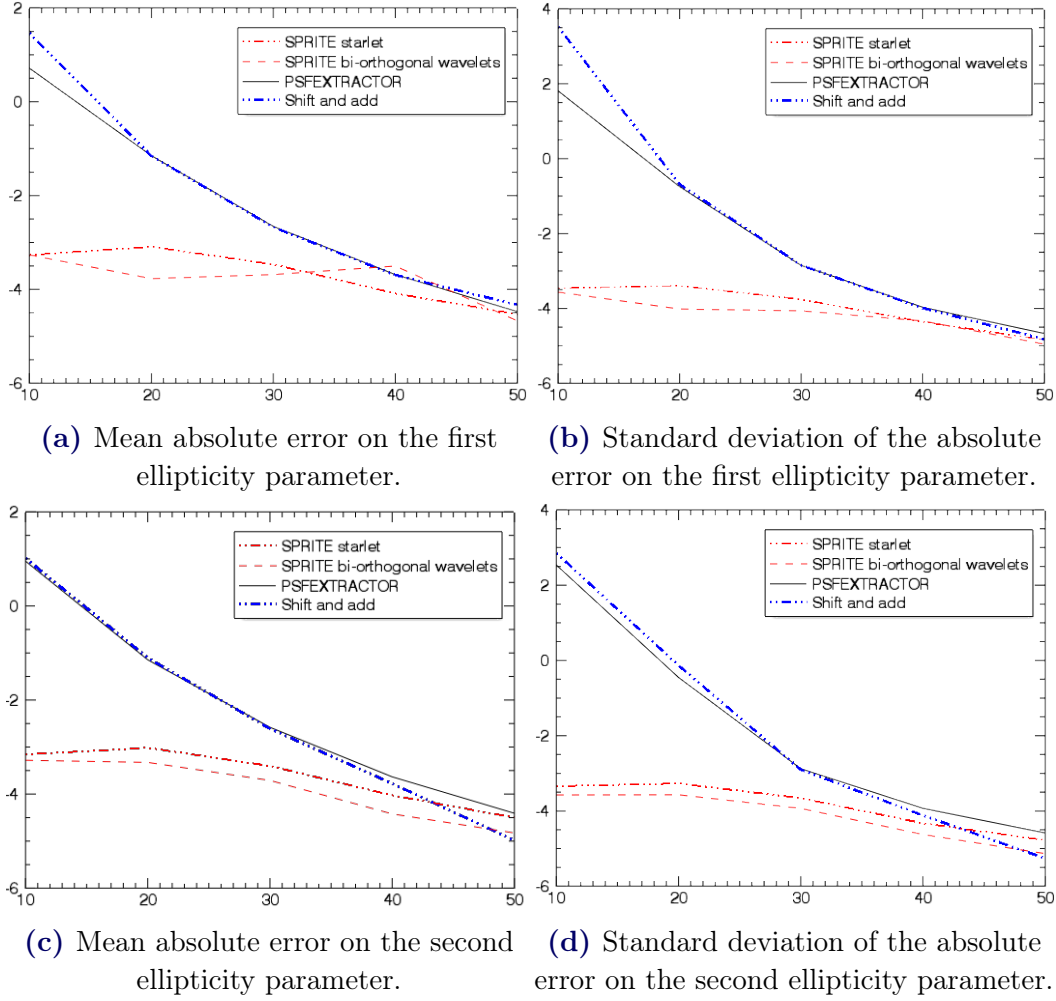 2
0
-2
-4
-6
10 20 30 40 50
SPRITE starlet
SPRITE bi-orthogonal wavelets
PSFEXTRACTOR
Shift and add
(a) Mean absolute error on the first
ellipticity parameter.
4
2
0
-2
-4
-6
10 20 30 40 50
SPRITE starlet
SPRITE bi-orthogonal wavelets
PSFEXTRACTOR
Shift and add
(b) Standard deviation of the absolute
error on the first ellipticity parameter.
2
0
-2
-4
-6
10 20 30 40 50
SPRITE starlet
SPRITE bi-orthogonal wavelets
PSFEXTRACTOR
Shift and add
(c) Mean absolute error on the second
ellipticity parameter.
4
2
0
-2
-4
-6
10 20 30 40 50
SPRITE starlet
SPRITE bi-orthogonal wavelets
PSFEXTRACTOR
Shift and add
(d) Standard deviation of the absolute
error on the second ellipticity parameter.